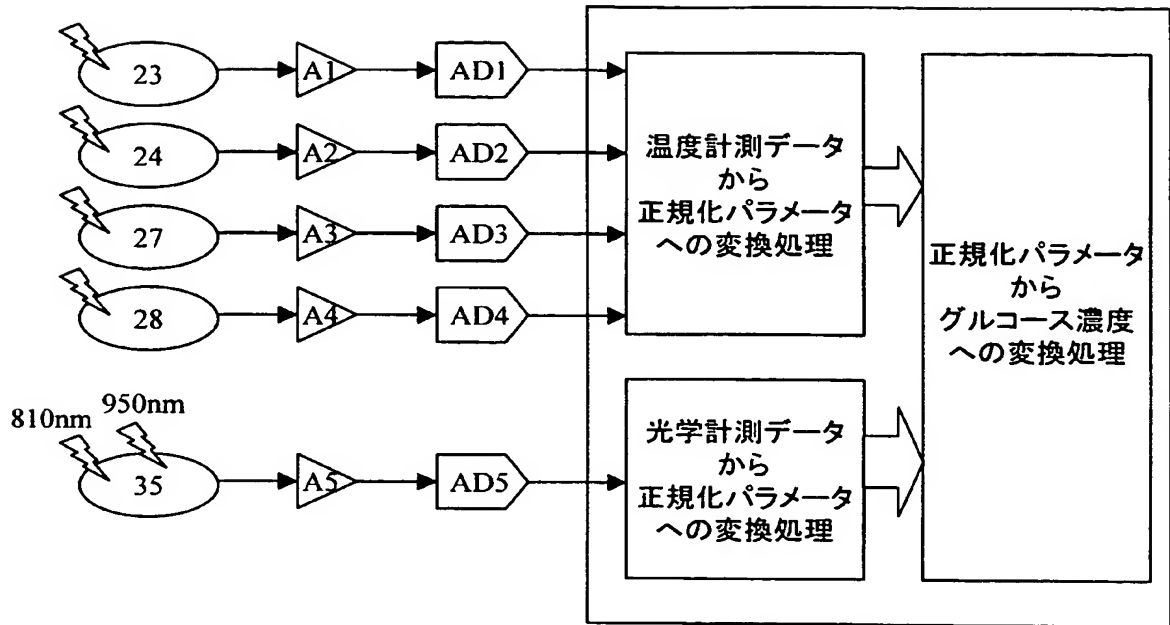 23
A1
AD1
24
A2
AD2
27
A3
AD3
28
A4
AD4
温度計測データ
から
正規化パラメータ
への変換処理
810nm
950nm
35
A5
AD5
光学計測データ
から
正規化パラメータ
への変換処理
正規化パラメータ
から
グルコース濃度
への変換処理